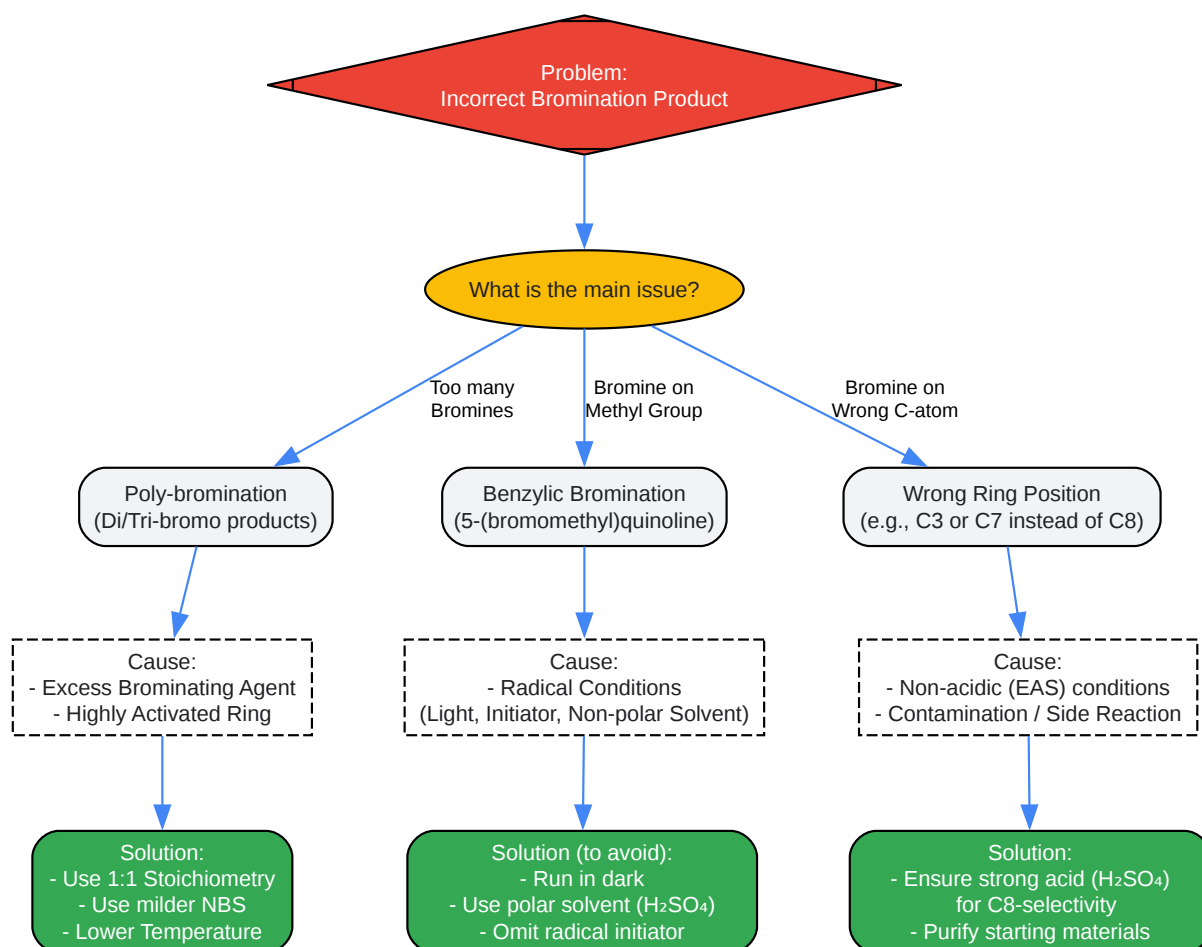 Problem:
Incorrect Bromination Product
What is the main issue?
Too many
Bromines
Bromine on
Methyl Group
Bromine on
Wrong C-atom
Poly-bromination
(Di/Tri-bromo products)
Benzylic Bromination
(5-(bromomethyl)quinoline)
Wrong Ring Position
(e.g., C3 or C7 instead of C8)
Cause:
- Excess Brominating Agent
- Highly Activated Ring
Cause:
- Radical Conditions
(Light, Initiator, Non-polar Solvent)
Cause:
- Non-acidic (EAS) conditions
- Contamination / Side Reaction
Solution:
- Use 1:1 Stoichiometry
- Use milder NBS
- Lower Temperature
Solution (to avoid):
- Run in dark
- Use polar solvent (H₂SO₄)
- Omit radical initiator
Solution:
- Ensure strong acid (H₂SO₄)
for C8-selectivity
- Purify starting materials